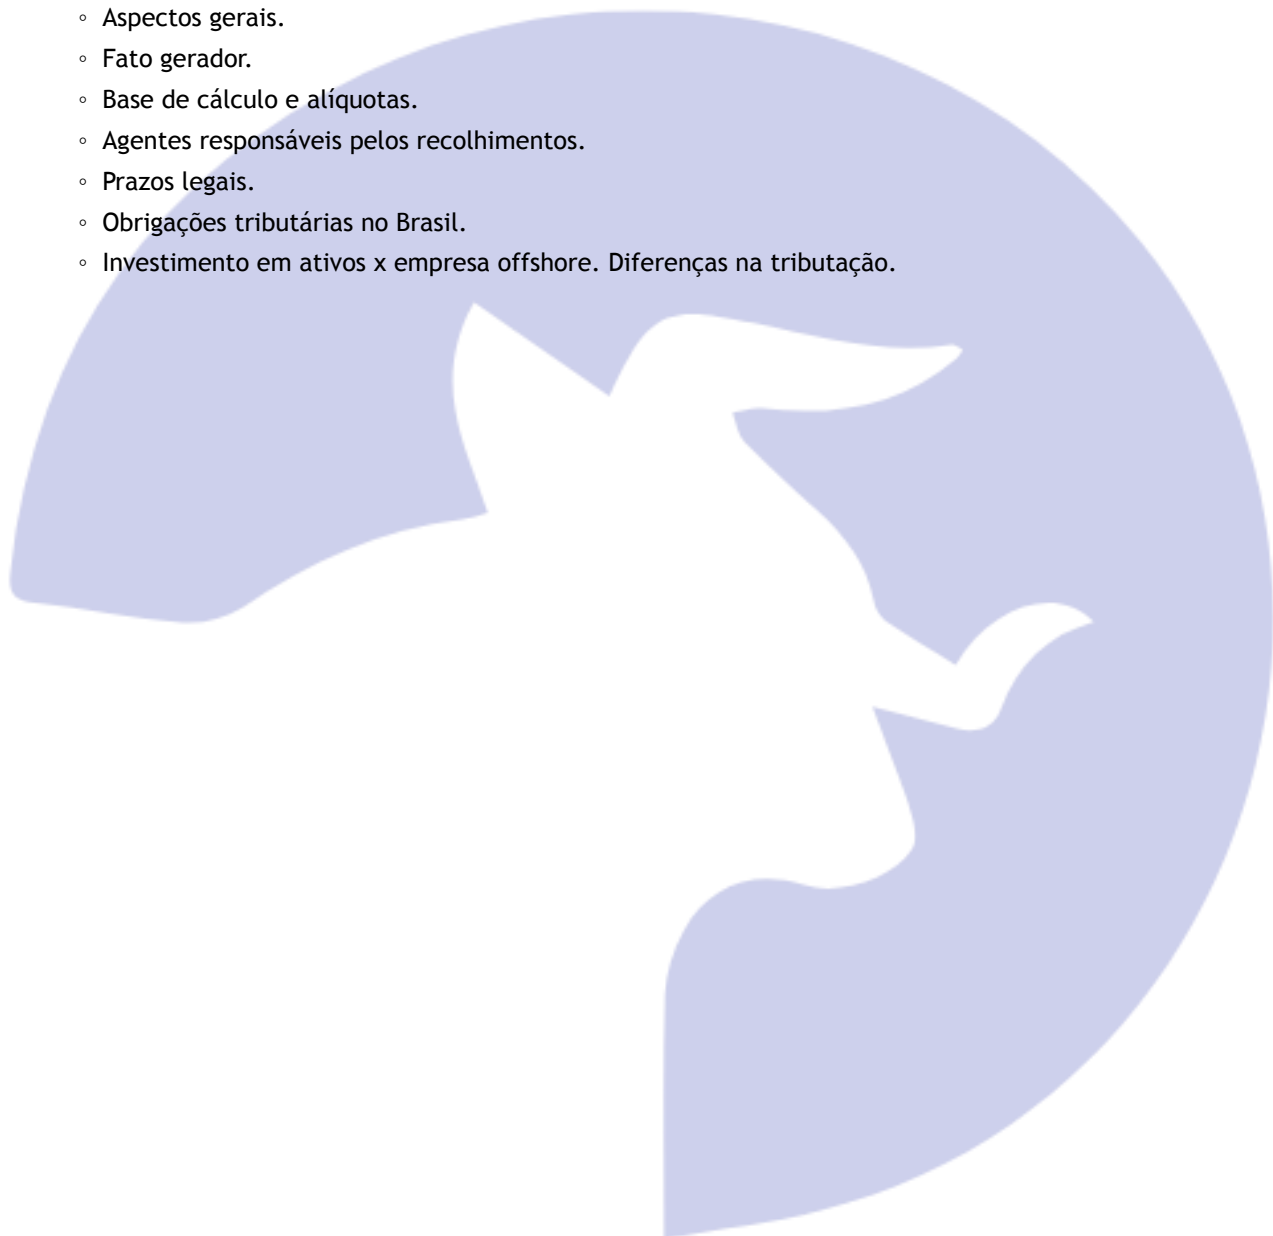 ◦ Aspectos gerais.
◦ Fato gerador.
◦ Base de cálculo e alíquotas.
◦ Agentes responsáveis pelos recolhimentos.
◦ Prazos legais.
◦ Obrigações tributárias no Brasil.
◦ Investimento em ativos x empresa offshore. Diferenças na tributação.